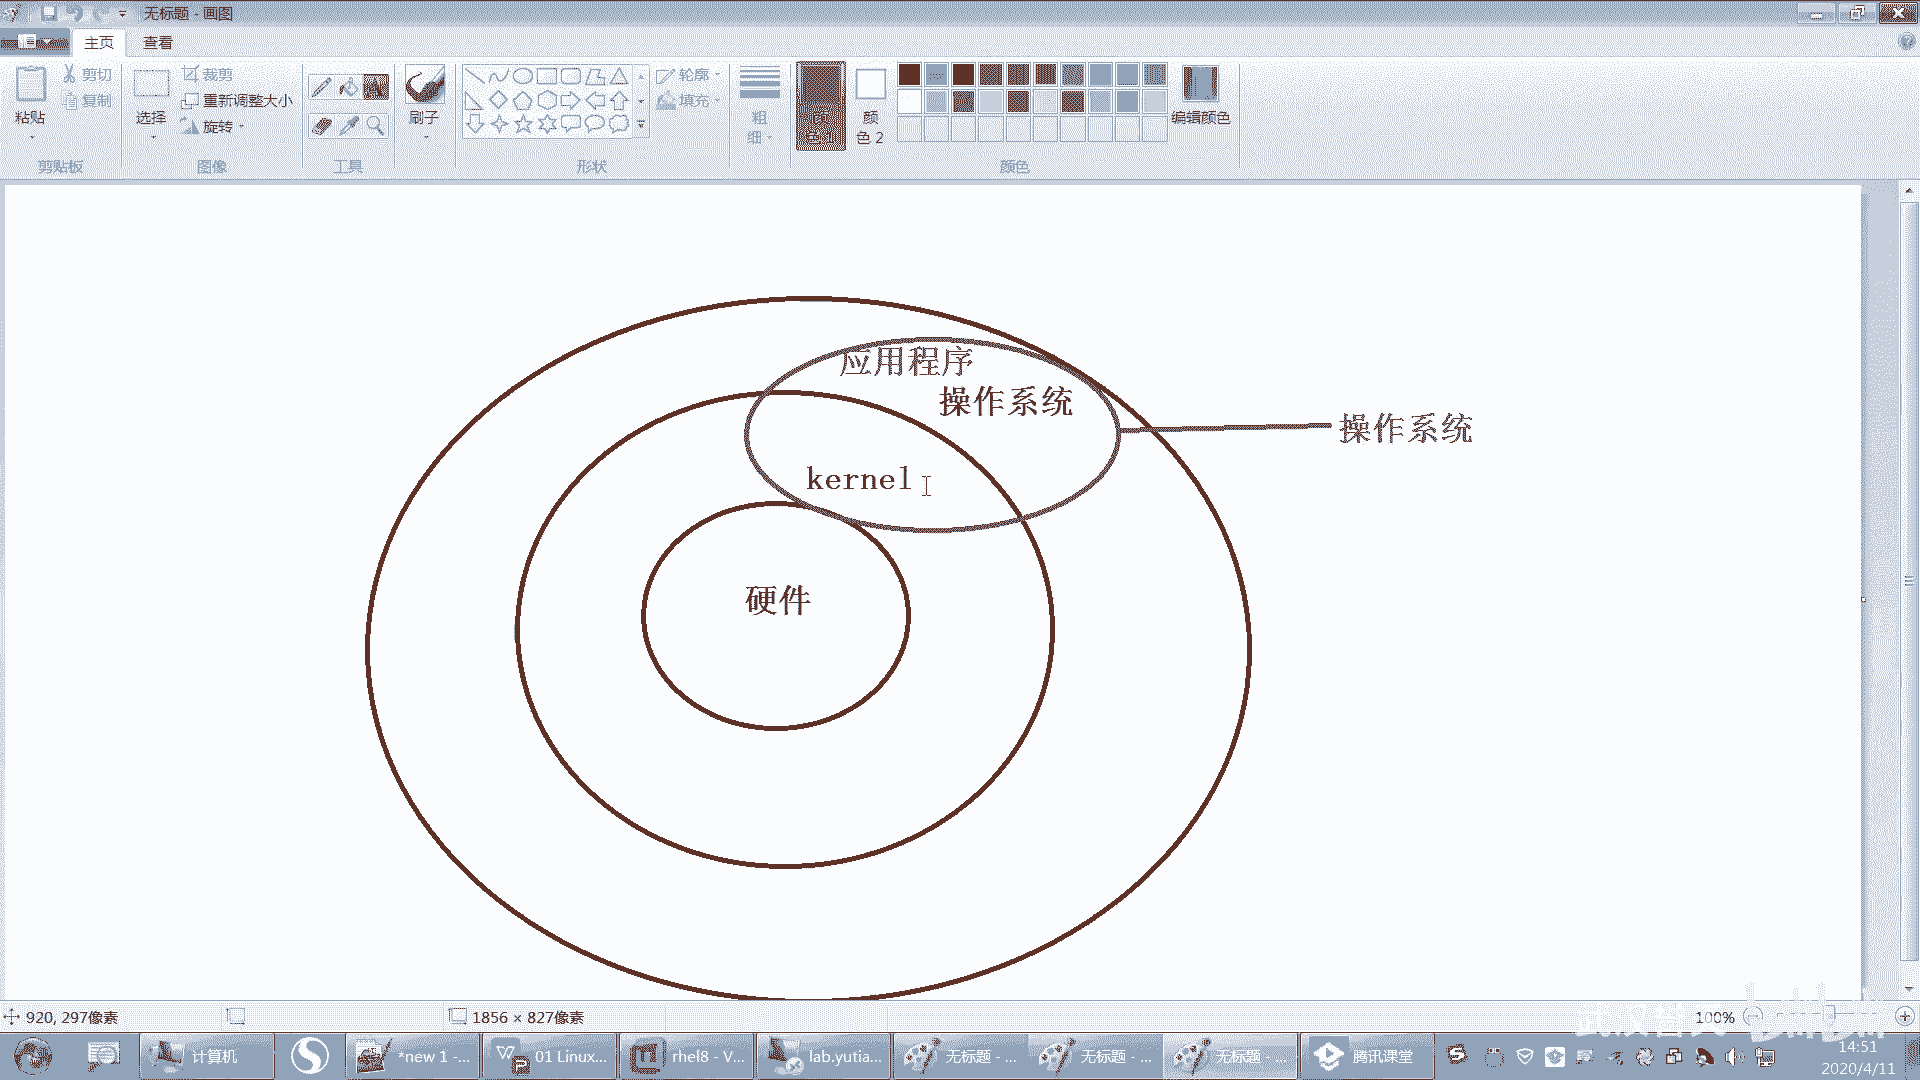 无标题 - 画图
主页 查看
粘贴
剪切
复制
剪贴板
选择
裁剪
重新调整大小
旋转
图像
工具
刷子
形状
轮廓
填充
粗
细
颜
色 1
颜
色 2
颜色
编辑颜色
应用程序
操作系统
操作系统
kernel
硬件
920, 297像素
1856 × 827像素
100%
计算机
*new 1 -...
01 Linux...
rhel8 - V...
lab.yutia...
无标题 - ...
无标题 - ...
无标题 - ...
腾讯课堂
14:51
2020/4/11